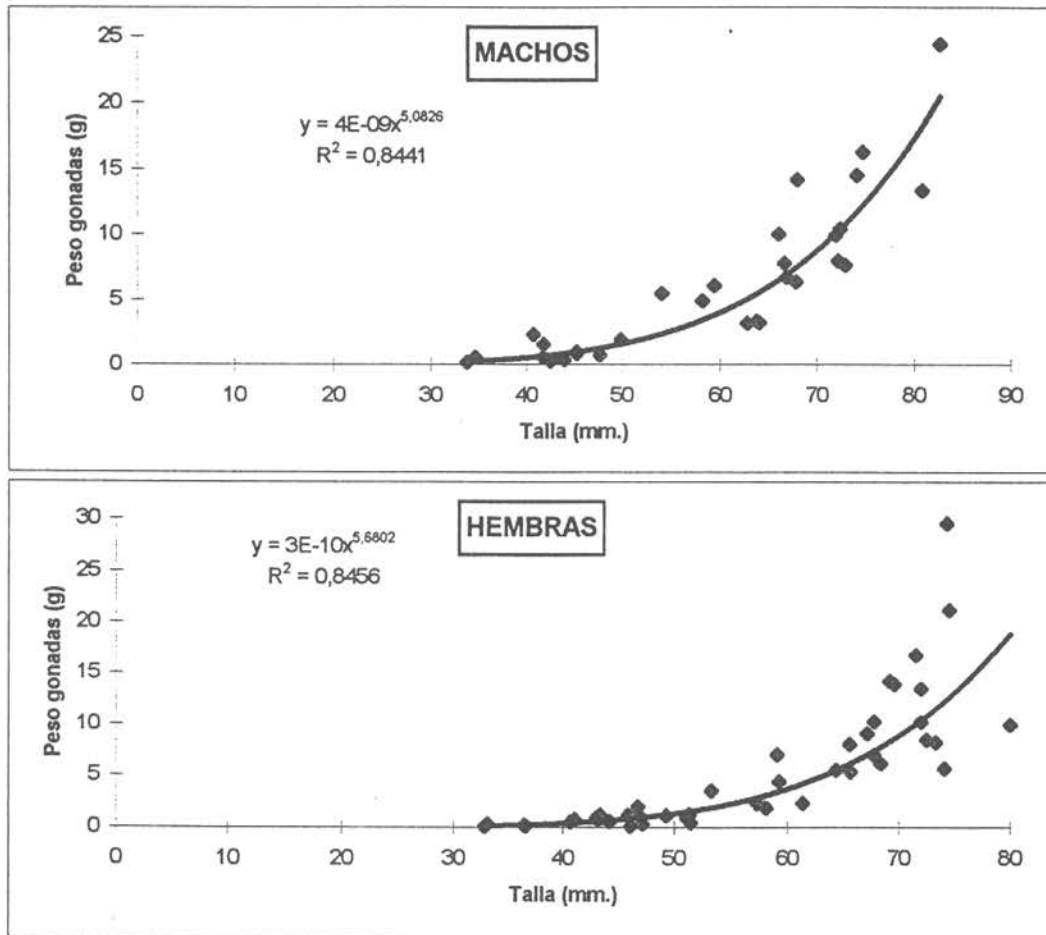 MACHOS
y = 4E-09x^5,0826
R² = 0,8441
Peso gonadas (g)
25
20
15
10
5
0
0 10 20 30 40 50 60 70 80 90
Talla (mm.)
HEMBRAS
y = 3E-10x^5,6802
R² = 0,8456
Peso gonadas (g)
30
25
20
15
10
5
0
0 10 20 30 40 50 60 70 80
Talla (mm.)